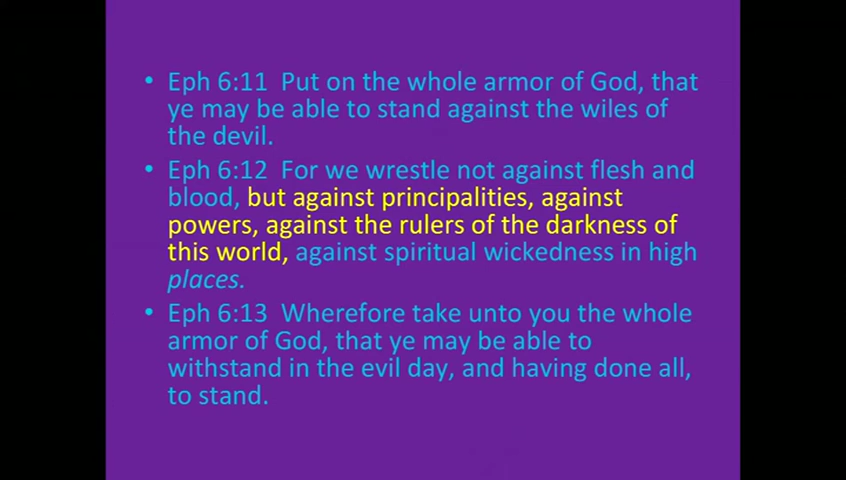 • Eph 6:11  Put on the whole armor of God, that
ye may be able to stand against the wiles of
the devil.
• Eph 6:12  For we wrestle not against flesh and
blood, but against principalities, against
powers, against the rulers of the darkness of
this world, against spiritual wickedness in high
places.
• Eph 6:13  Wherefore take unto you the whole
armor of God, that ye may be able to
withstand in the evil day, and having done all,
to stand.